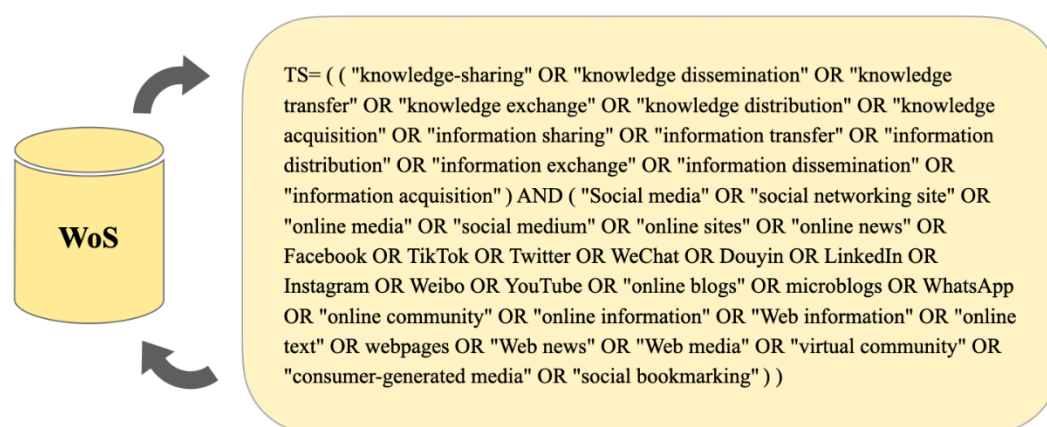 WoS
TS= ( ( "knowledge-sharing" OR "knowledge dissemination" OR "knowledge
transfer" OR "knowledge exchange" OR "knowledge distribution" OR "knowledge
acquisition" OR "information sharing" OR "information transfer" OR "information
distribution" OR "information exchange" OR "information dissemination" OR
"information acquisition" ) AND ( "Social media" OR "social networking site" OR
"online media" OR "social medium" OR "online sites" OR "online news" OR
Facebook OR TikTok OR Twitter OR WeChat OR Douyin OR LinkedIn OR
Instagram OR Weibo OR YouTube OR "online blogs" OR microblogs OR WhatsApp
OR "online community" OR "online information" OR "Web information" OR "online
text" OR webpages OR "Web news" OR "Web media" OR "virtual community" OR
"consumer-generated media" OR "social bookmarking" ) )